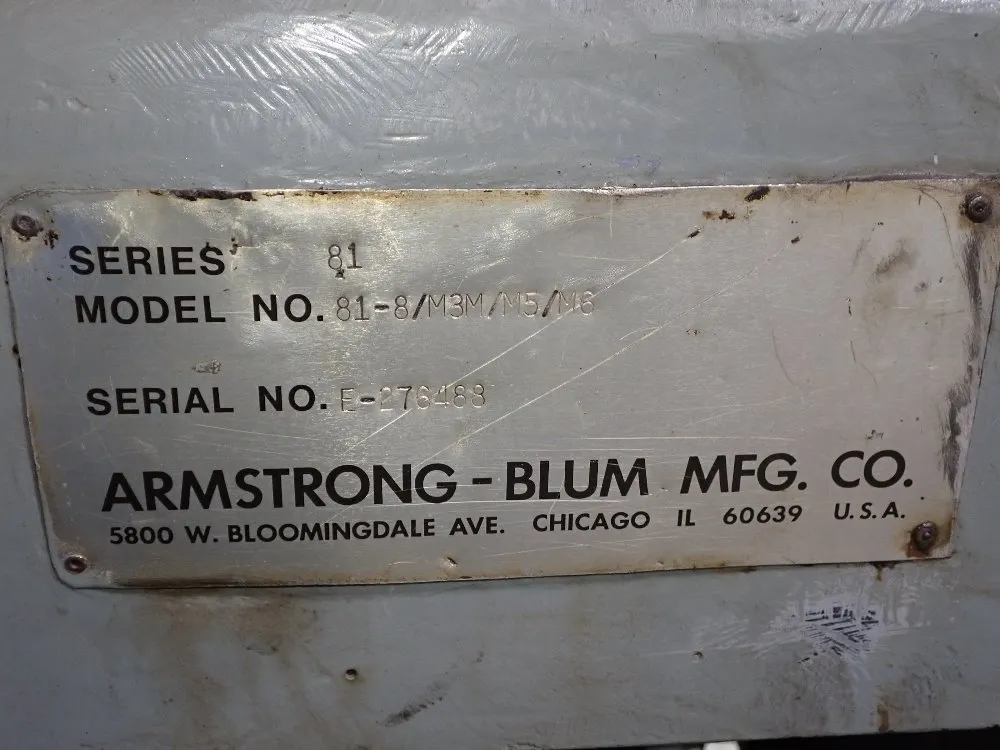 SERIES 81
MODEL NO. 81-8/M3M/M5/M6
SERIAL NO. E-276488
ARMSTRONG-BLUM MFG. CO.
5800 W. BLOOMINGDALE AVE. CHICAGO IL 60639 U.S.A.